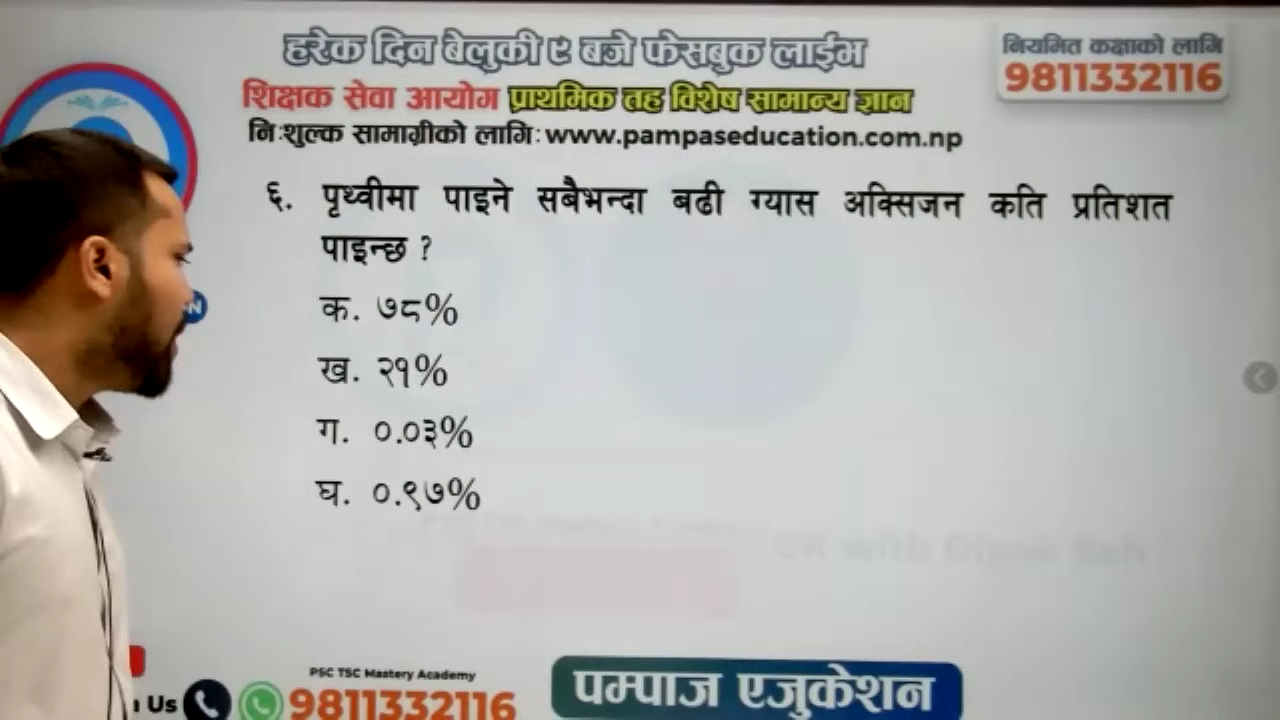 हरेक दिन बेलुकी ९ बजे फेसबुक लाईभ
नियमित कक्षाको लागि
9811332116
शिक्षक सेवा आयोग प्राथमिक तह विशेष सामान्य ज्ञान
निःशुल्क सामाग्रीको लागिः www.pampaseducation.com.np
६. पृथ्वीमा पाइने सबैभन्दा बढी ग्यास अक्सिजन कति प्रतिशत
पाइन्छ ?
क. ७८%
ख. २१%
ग. ०.०३%
घ. ०.९७%
PSC TSC Mastery Academy
Us 9811332116
पम्पाज एजुकेशन